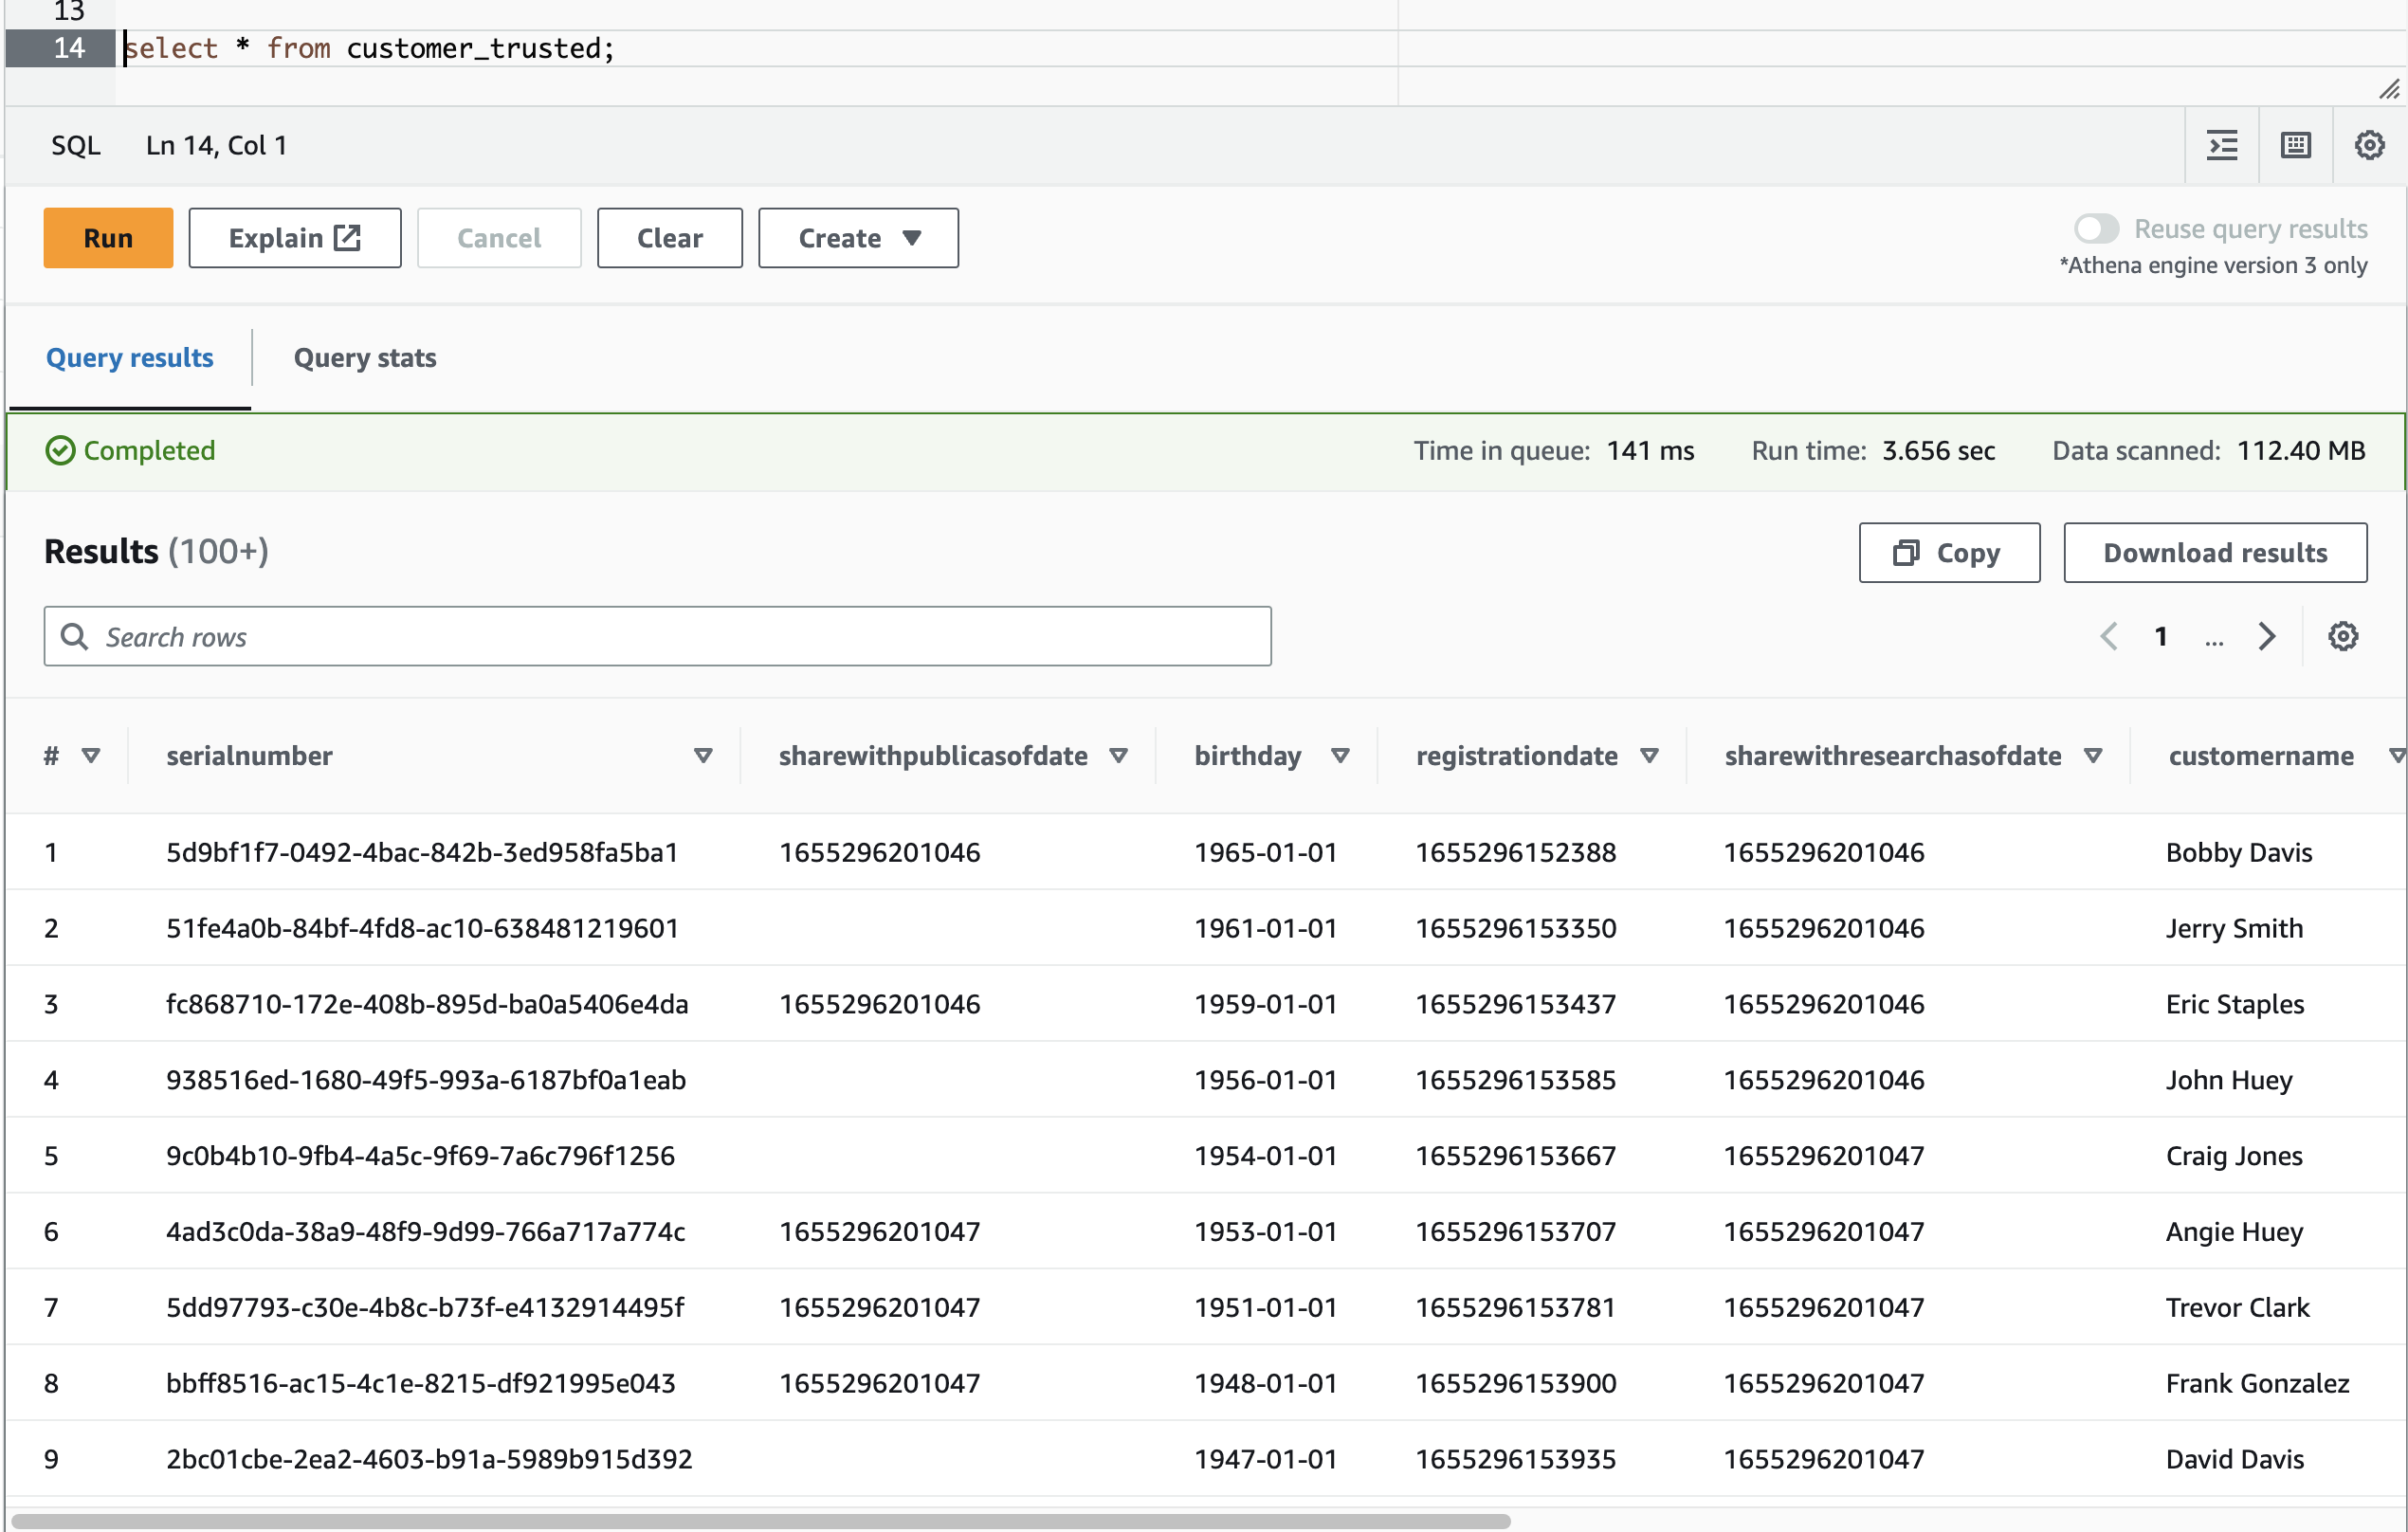 13
14 select * from customer_trusted;
SQL Ln 14, Col 1
Run Explain Cancel Clear Create Reuse query results
*Athena engine version 3 only
Query results Query stats
Completed Time in queue: 141 ms Run time: 3.656 sec Data scanned: 112.40 MB
Results (100+) Copy Download results
Search rows 1 ...
# serialnumber sharewithpublicasofdate birthday registrationdate sharewithresearchasofdate customername
1 5d9bf1f7-0492-4bac-842b-3ed958fa5ba1 1655296201046 1965-01-01 1655296152388 1655296201046 Bobby Davis
2 51fe4a0b-84bf-4fd8-ac10-638481219601 1961-01-01 1655296153350 1655296201046 Jerry Smith
3 fc868710-172e-408b-895d-ba0a5406e4da 1655296201046 1959-01-01 1655296153437 1655296201046 Eric Staples
4 938516ed-1680-49f5-993a-6187bf0a1eab 1956-01-01 1655296153585 1655296201046 John Huey
5 9c0b4b10-9fb4-4a5c-9f69-7a6c796f1256 1954-01-01 1655296153667 1655296201047 Craig Jones
6 4ad3c0da-38a9-48f9-9d99-766a717a774c 1655296201047 1953-01-01 1655296153707 1655296201047 Angie Huey
7 5dd97793-c30e-4b8c-b73f-e4132914495f 1655296201047 1951-01-01 1655296153781 1655296201047 Trevor Clark
8 bbff8516-ac15-4c1e-8215-df921995e043 1655296201047 1948-01-01 1655296153900 1655296201047 Frank Gonzalez
9 2bc01cbe-2ea2-4603-b91a-5989b915d392 1947-01-01 1655296153935 1655296201047 David Davis